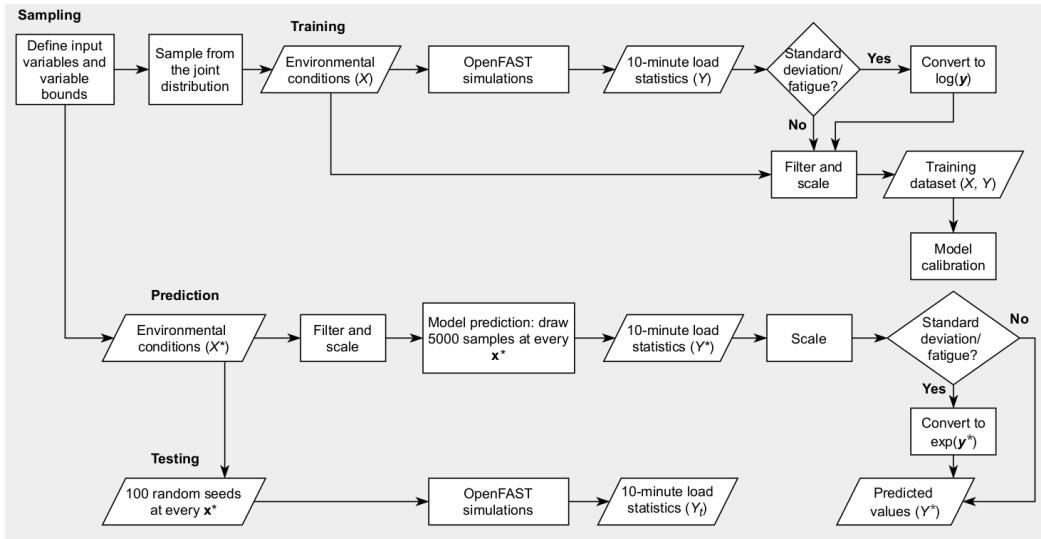 Sampling
Define input
variables and
variable
bounds
Sample from
the joint
distribution
Training
Environmental
conditions (X)
OpenFAST
simulations
10-minute load
statistics (Y)
Standard
deviation/
fatigue?
Yes
Convert to
log(y)
No
Filter and
scale
Training
dataset (X, Y)
Model
calibration
Prediction
Environmental
conditions (X*)
Filter and
scale
Model prediction: draw
5000 samples at every
x*
10-minute load
statistics (Y*)
Scale
Standard
deviation/
fatigue?
No
Yes
Convert to
exp(y*)
Predicted
values (Y*)
Testing
100 random seeds
at every x*
OpenFAST
simulations
10-minute load
statistics (Yt)